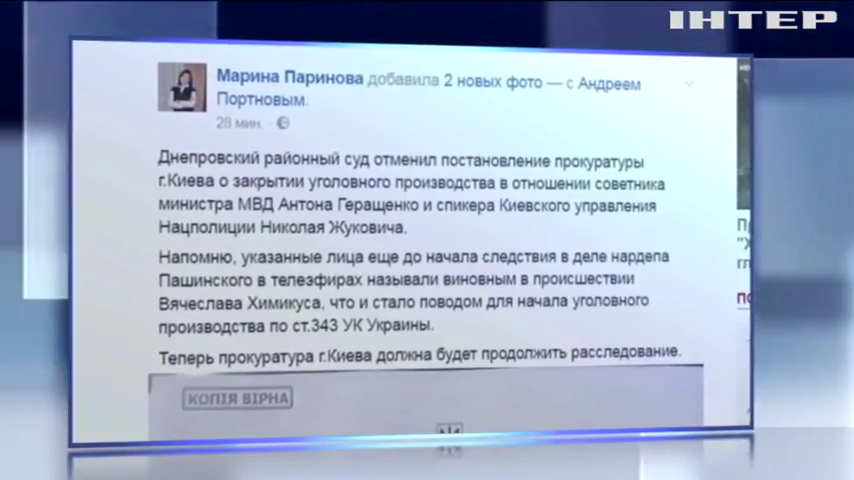 ІНТЕР
Марина Паринова добавила 2 новых фото — с Андреем
Портновым.
28 мин.
Днепровский районный суд отменил постановление прокуратуры
г.Киева о закрытии уголовного производства в отношении советника
министра МВД Антона Геращенко и спикера Киевского управления
Нацполиции Николая Жуковича.
Напомню, указанные лица еще до начала следствия в деле нардепа
Пашинского в телеэфирах называли виновным в происшествии
Вячеслава Химикуса, что и стало поводом для начала уголовного
производства по ст.343 УК Украины.
Теперь прокуратура г.Киева должна будет продолжить расследование.
КОПІЯ ВІРНА